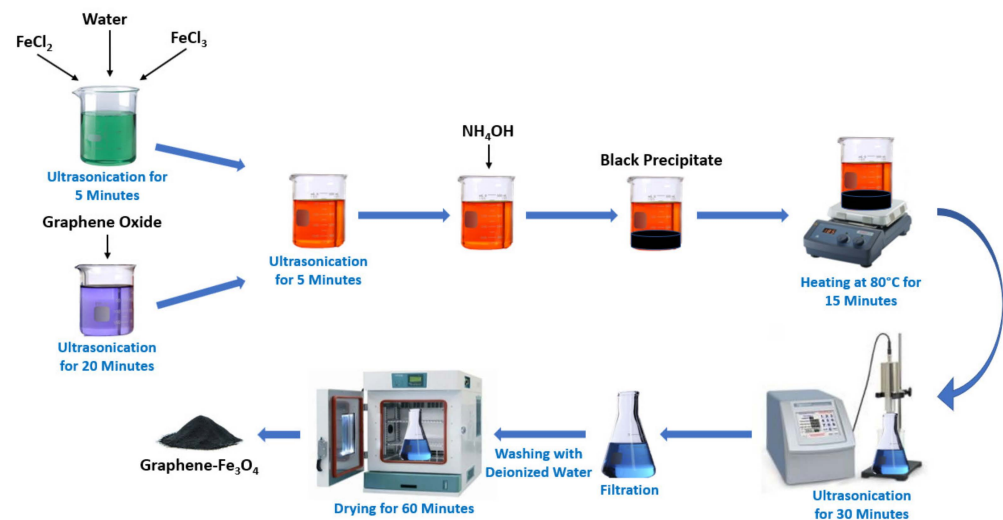 Water
FeCl₂
FeCl₃
Ultrasonication for
5 Minutes
Graphene Oxide
Ultrasonication
for 20 Minutes
Ultrasonication
for 5 Minutes
NH₄OH
Black Precipitate
Heating at 80°C for
15 Minutes
Ultrasonication
for 30 Minutes
Filtration
Washing with
Deionized Water
Drying for 60 Minutes
Graphene-Fe₃O₄